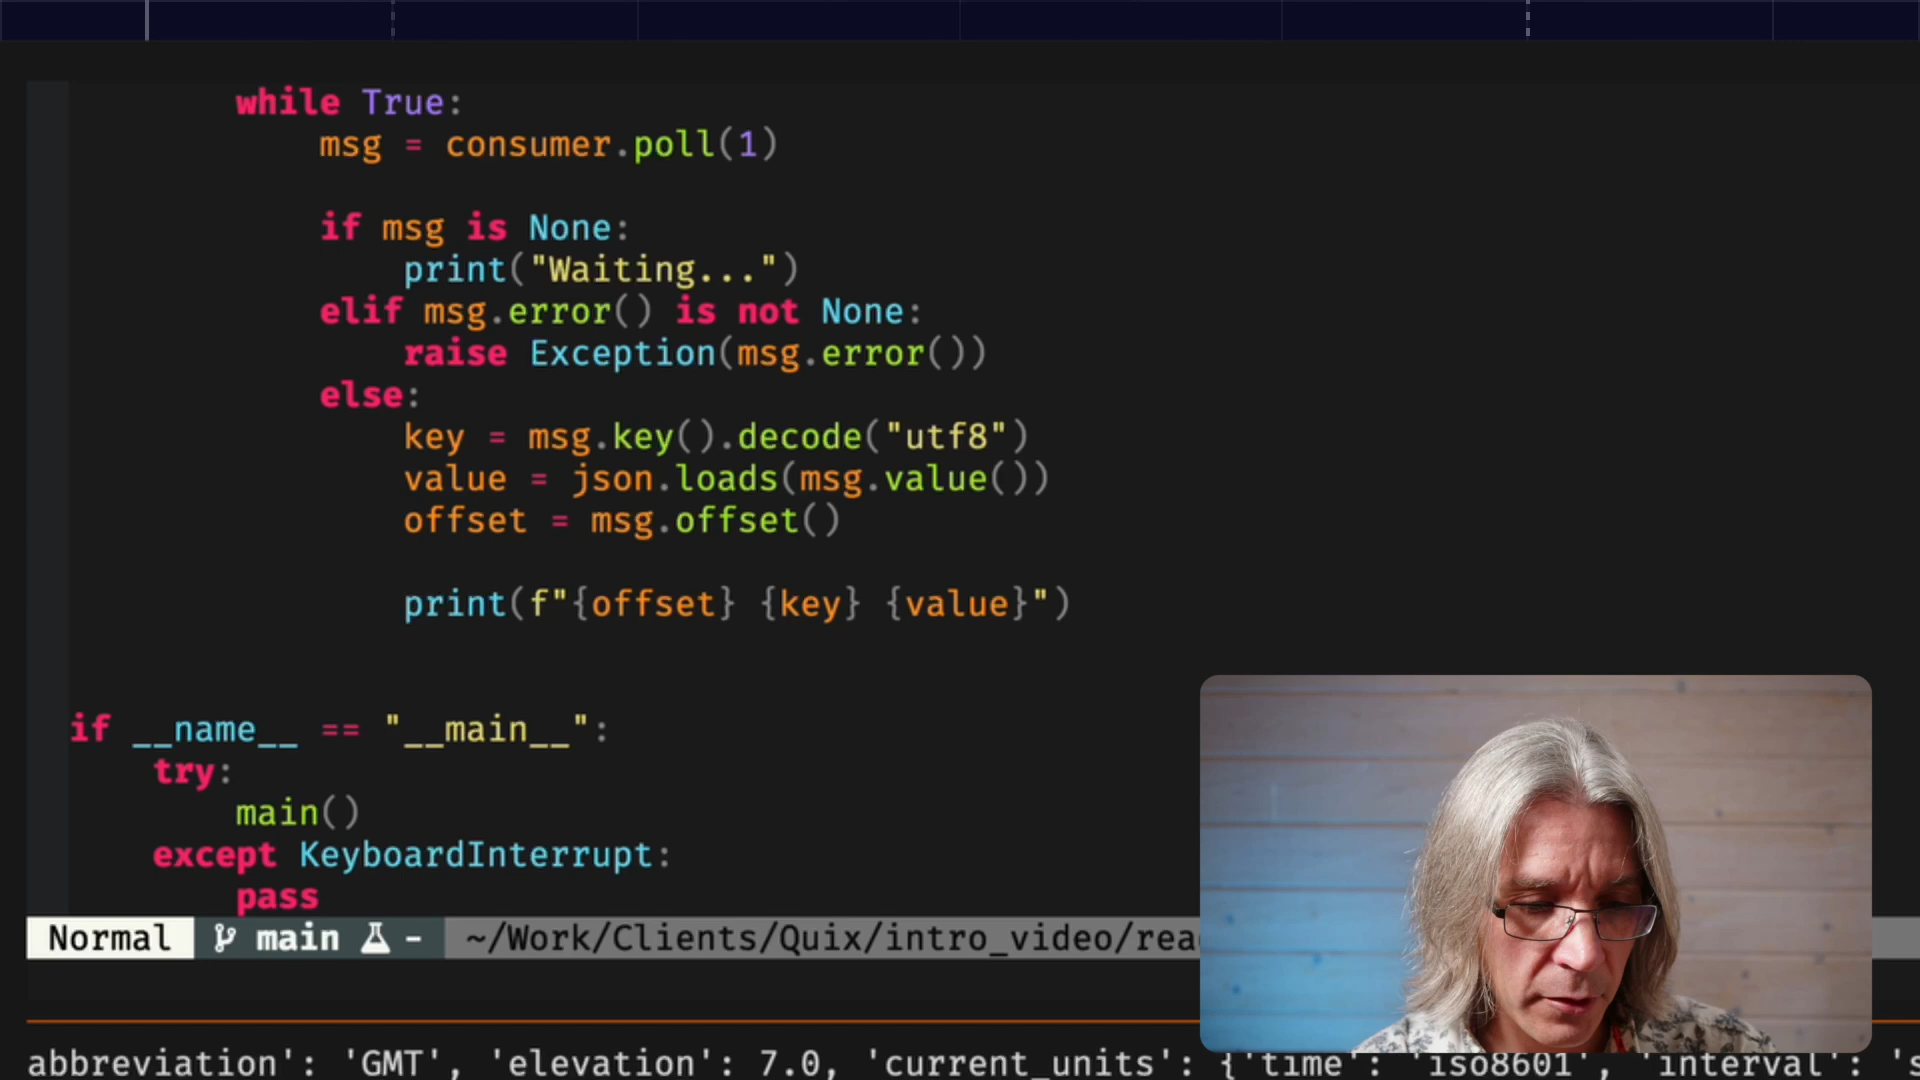 while True:
msg = consumer.poll(1)
if msg is None:
print("Waiting...")
elif msg.error() is not None:
raise Exception(msg.error())
else:
key = msg.key().decode("utf8")
value = json.loads(msg.value())
offset = msg.offset()
print(f"{offset} {key} {value}")
if __name__ == "__main__":
try:
main()
except KeyboardInterrupt:
pass
Normal main - ~/Work/Clients/Quix/intro_video/rea
abbreviation': 'GMT', 'elevation': 7.0, 'current_units': {'time': 'iso8601', 'interval': 's